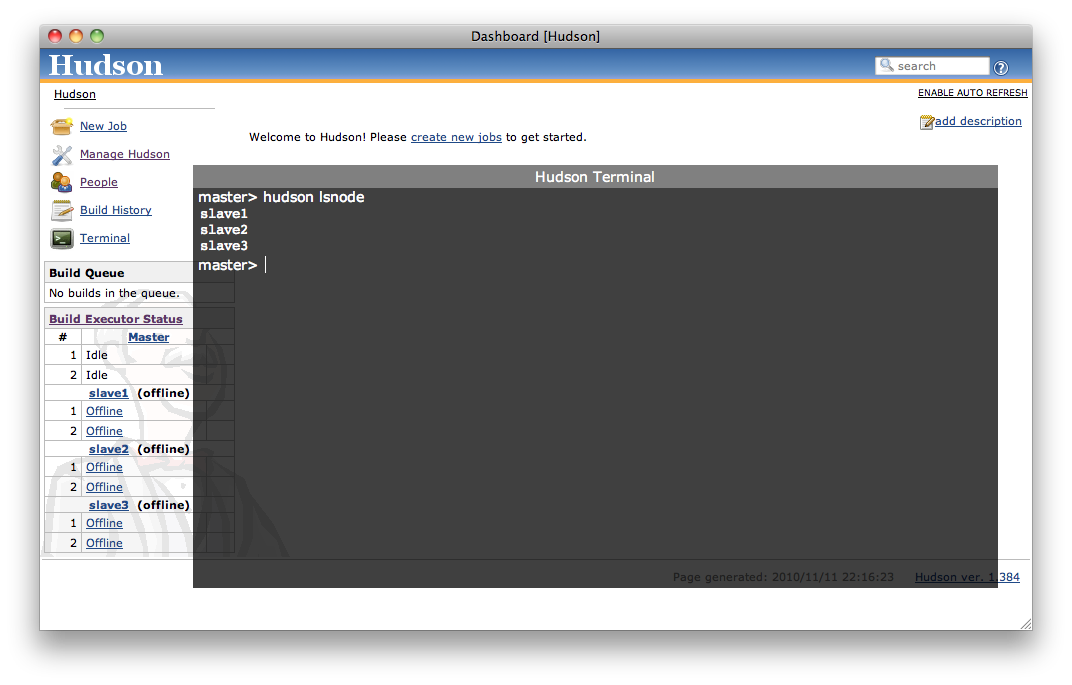 Dashboard [Hudson]
Hudson
search
?
Hudson
ENABLE AUTO REFRESH
New Job
add description
Welcome to Hudson! Please create new jobs to get started.
Manage Hudson
People
Build History
Terminal
Hudson Terminal
master> hudson lsnode
slave1
slave2
slave3
master>
Build Queue
No builds in the queue.
Build Executor Status
# Master
1 Idle
2 Idle
slave1 (offline)
1 Offline
2 Offline
slave2 (offline)
1 Offline
2 Offline
slave3 (offline)
1 Offline
2 Offline
Page generated: 2010/11/11 22:16:23 Hudson ver. 1.384